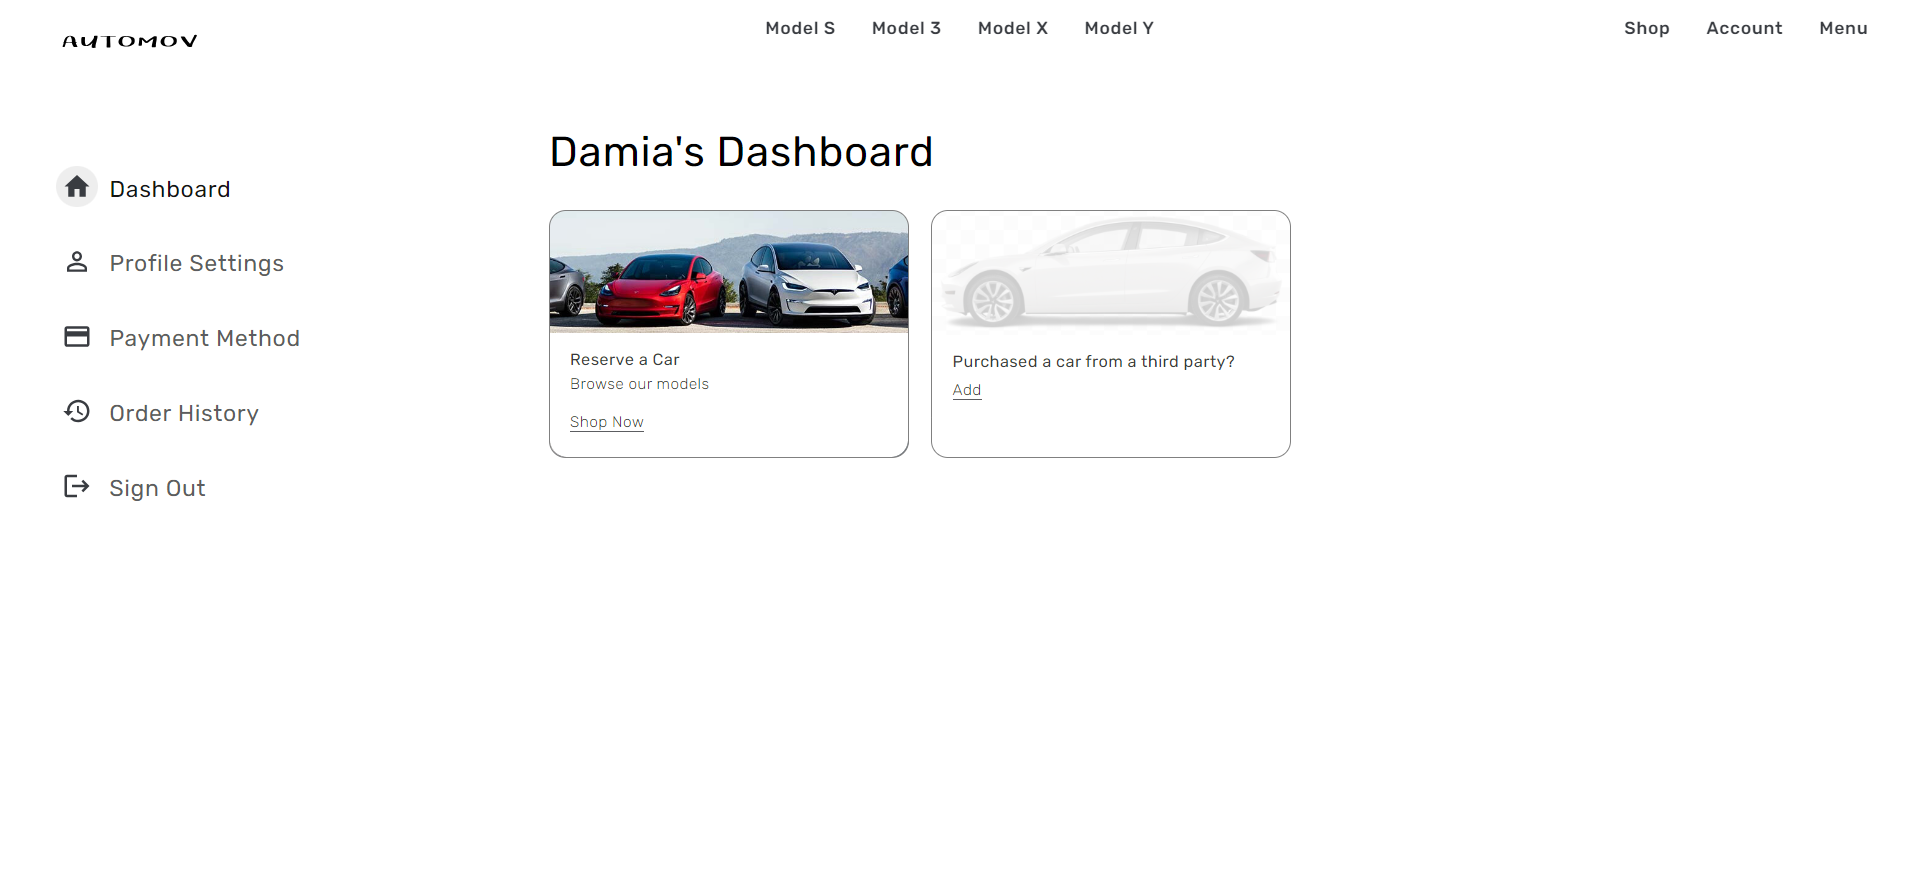 AUTOMOV
Model S Model 3 Model X Model Y
Shop Account Menu
Dashboard
Profile Settings
Payment Method
Order History
Sign Out
Damia's Dashboard
Reserve a Car
Browse our models
Shop Now
Purchased a car from a third party?
Add